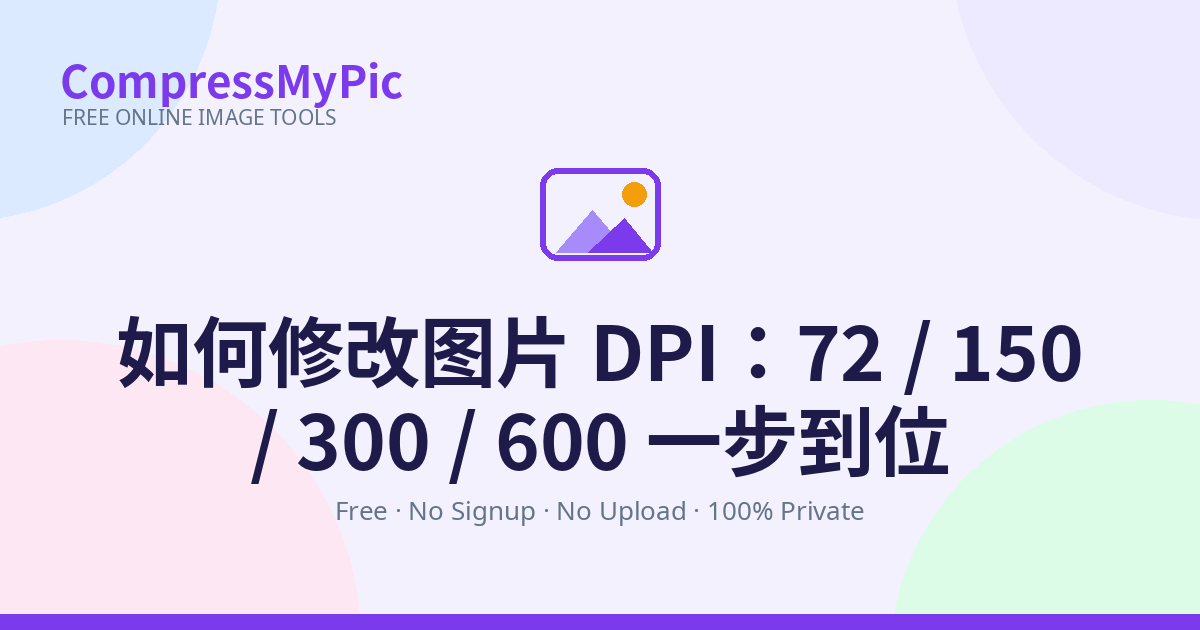 CompressMyPic
FREE ONLINE IMAGE TOOLS
如何修改图片 DPI：72 / 150
/ 300 / 600 一步到位
Free · No Signup · No Upload · 100% Private